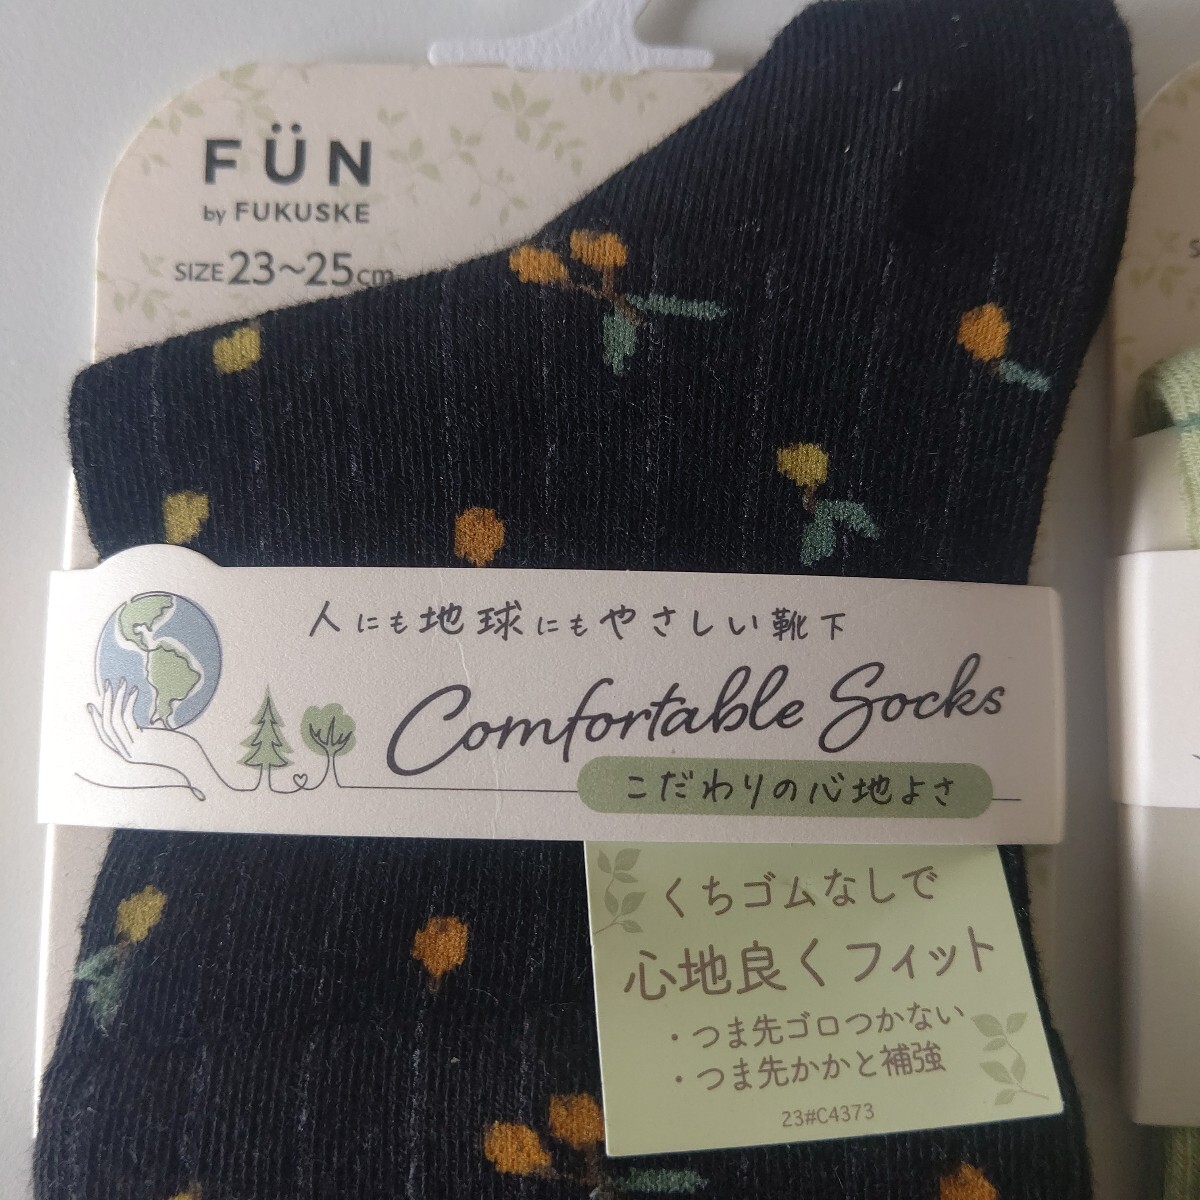 FÜN
by FUKUSKE
SIZE 23~25cm
人にも地球にもやさしい靴下
Comfortable Socks
こだわりの心地よさ
くちゴムなしで
心地良くフィット
・つま先ゴロつかない
・つま先かかと補強
23#C4373